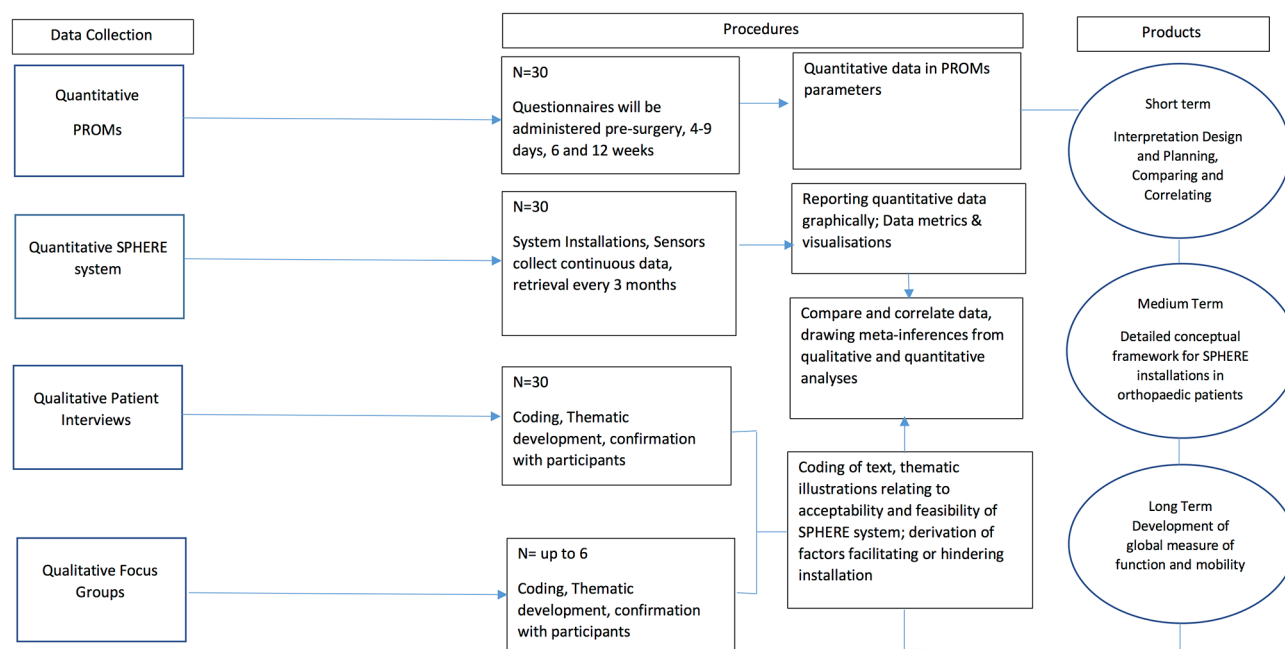 Data Collection
Procedures
Products
Quantitative
PROMs
N=30
Questionnaires will be
administered pre-surgery, 4-9
days, 6 and 12 weeks
Quantitative data in PROMs
parameters
Short term
Interpretation Design
and Planning,
Comparing and
Correlating
Quantitative SPHERE
system
N=30
System Installations, Sensors
collect continuous data,
retrieval every 3 months
Reporting quantitative data
graphically; Data metrics &
visualisations
Compare and correlate data,
drawing meta-inferences from
qualitative and quantitative
analyses
Medium Term
Detailed conceptual
framework for SPHERE
installations in
orthopaedic patients
Qualitative Patient
Interviews
N=30
Coding, Thematic
development, confirmation
with participants
Coding of text, thematic
illustrations relating to
acceptability and feasibility of
SPHERE system; derivation of
factors facilitating or hindering
installation
Long Term
Development of
global measure of
function and mobility
Qualitative Focus
Groups
N= up to 6
Coding, Thematic
development, confirmation
with participants